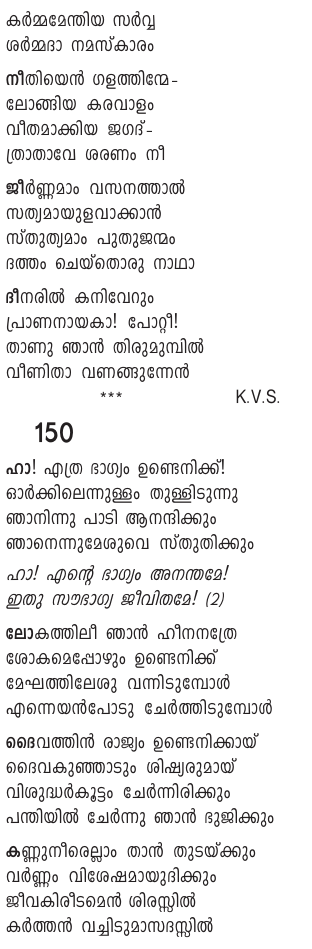 കർമ്മമേന്തിയ സർവ്വ
ശർമ്മദാ നമസ്കാരം
നീതിയെൻ ഗളത്തിന്മേ-
ലോങ്ങിയ കരവാളം
വീതമാക്കിയ ജഗദ്-
ത്രാതാവേ ശരണം നീ
ജീർണ്ണമാം വസനത്താൽ
സത്യമായുളവാക്കാൻ
സ്തുത്യമാം പുതുജന്മം
ദത്തം ചെയ്തൊരു നാഥാ
ദീനരിൽ കനിവേറും
പ്രാണനായകാ! പോറ്റീ!
താണു ഞാൻ തിരുമുമ്പിൽ
വീണിതാ വണങ്ങുന്നേൻ
*** K.V.S.
150
ഹാ! എത്ര ഭാഗ്യം ഉണ്ടെനിക്ക്!
ഓർക്കിലെന്നുള്ളം തുള്ളിടുന്നു
ഞാനിന്നു പാടി ആനന്ദിക്കും
ഞാനെന്നുമേശുവെ സ്തുതിക്കും
ഹാ! എന്റെ ഭാഗ്യം അനന്തമേ!
ഇതു സൗഭാഗ്യ ജീവിതമേ! (2)
ലോകത്തിലീ ഞാൻ ഹീനനത്രേ
ശോകമെപ്പോഴും ഉണ്ടെനിക്ക്
മേഘത്തിലേശു വന്നിടുമ്പോൾ
എന്നെയൻപോടു ചേർത്തിടുമ്പോൾ
ദൈവത്തിൻ രാജ്യം ഉണ്ടെനിക്കായ്
ദൈവകുഞ്ഞാടും ശിഷ്യരുമായ്
വിശുദ്ധർകൂട്ടം ചേർന്നിരിക്കും
പന്തിയിൽ ചേർന്നു ഞാൻ ഭുജിക്കും
കണ്ണുനീരെല്ലാം താൻ തുടയ്ക്കും
വർണ്ണം വിശേഷമായുദിക്കും
ജീവകിരീടമെൻ ശിരസ്സിൽ
കർത്തൻ വച്ചിടുമാസദസ്സിൽ